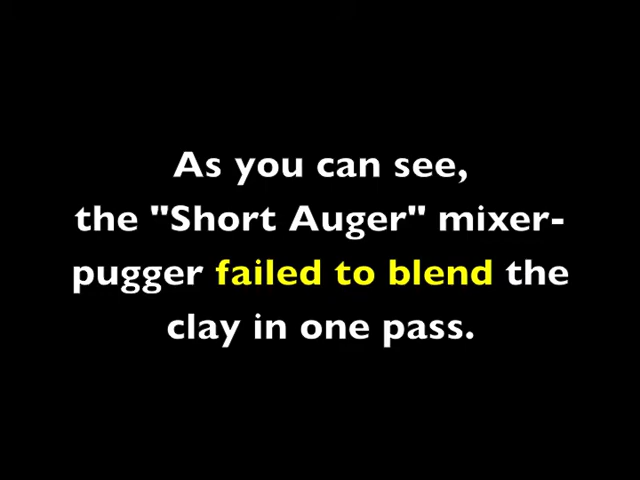 As you can see,
the "Short Auger" mixer-
pugger failed to blend the
clay in one pass.